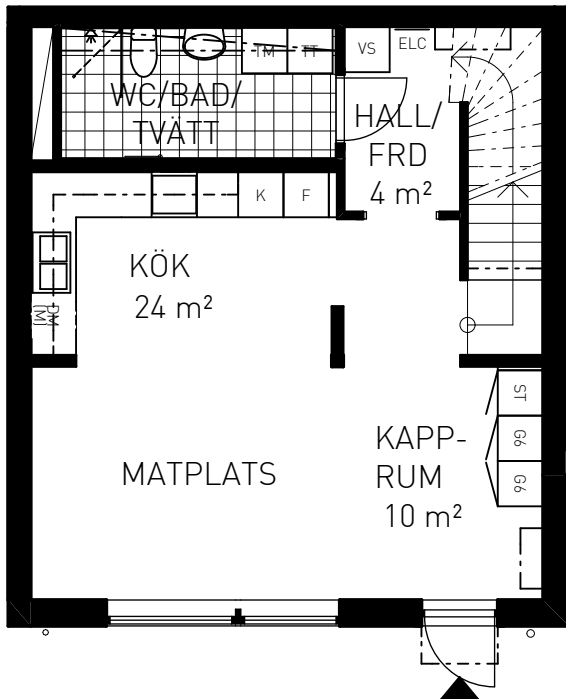 TM
TT
VS
ELC
WC/BAD/
TVÄTT
HALL/
FRD
4 m²
K
F
KÖK
24 m²
DM
(M)
ST
G6
G6
KAPP-
RUM
10 m²
MATPLATS